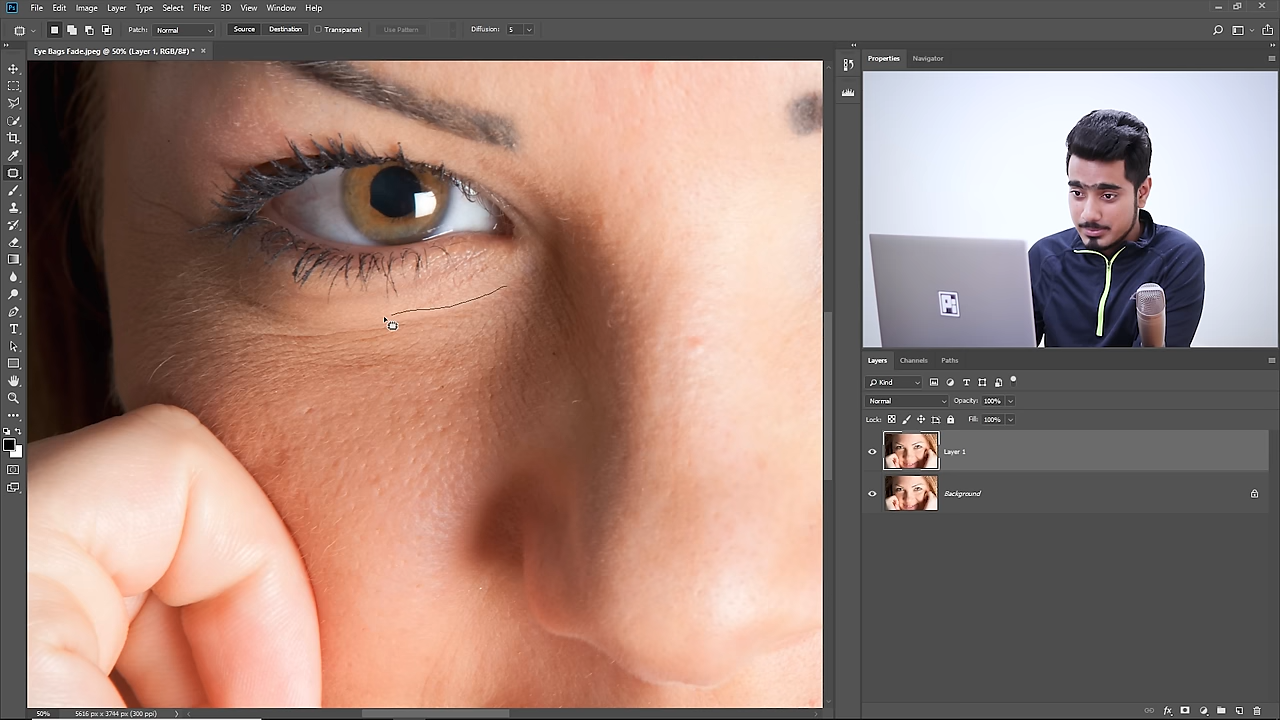 Ps File Edit Image Layer Type Select Filter 3D View Window Help
Patch: Normal Source Destination Transparent Use Pattern Diffusion: 5
Eye Bags Fade.jpeg @ 50% (Layer 1, RGB/8#) * ×
Properties Navigator
Layers Channels Paths
Kind
Normal Opacity: 100%
Lock: Fill: 100%
Layer 1
Background
50% 5616 px x 3744 px (300 ppi)